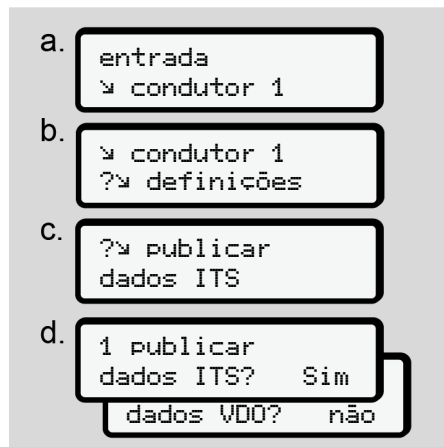 a.
entrada
↘ condutor 1
b.
↘ condutor 1
?↘ definições
c.
?↘ publicar
dados ITS
d.
1 publicar
dados ITS? Sim
dados VDO? não